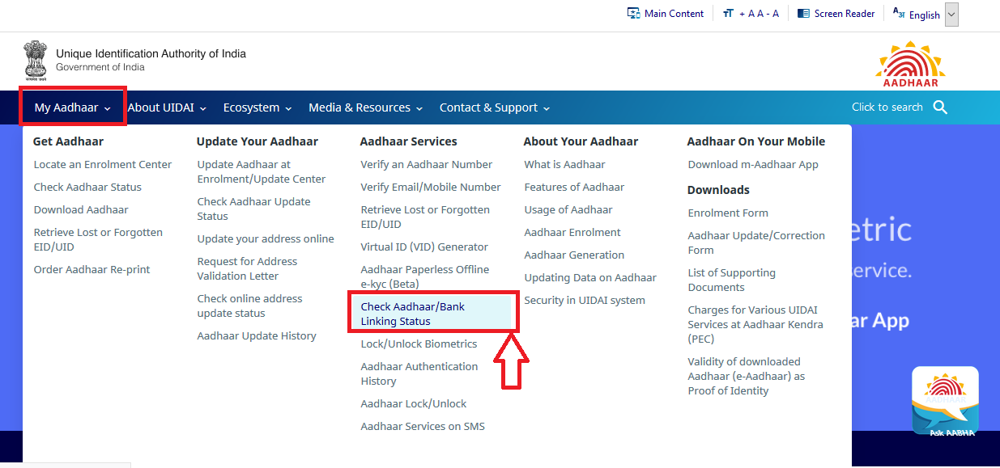 Main Content
TT + A A - A
Screen Reader
English
Unique Identification Authority of India
Government of India
AADHAAR
My Aadhaar
About UIDAI
Ecosystem
Media & Resources
Contact & Support
Click to search
Get Aadhaar
Locate an Enrolment Center
Check Aadhaar Status
Download Aadhaar
Retrieve Lost or Forgotten
EID/UID
Order Aadhaar Re-print
Update Your Aadhaar
Update Aadhaar at
Enrolment/Update Center
Check Aadhaar Update
Status
Update your address online
Request for Address
Validation Letter
Check online address
update status
Aadhaar Update History
Aadhaar Services
Verify an Aadhaar Number
Verify Email/Mobile Number
Retrieve Lost or Forgotten
EID/UID
Virtual ID (VID) Generator
Aadhaar Paperless Offline
e-kyc (Beta)
Check Aadhaar/Bank
Linking Status
Lock/Unlock Biometrics
Aadhaar Authentication
History
Aadhaar Lock/Unlock
Aadhaar Services on SMS
About Your Aadhaar
What is Aadhaar
Features of Aadhaar
Usage of Aadhaar
Aadhaar Enrolment
Aadhaar Generation
Updating Data on Aadhaar
Security in UIDAI system
Aadhaar On Your Mobile
Download m-Aadhaar App
Downloads
Enrolment Form
Aadhaar Update/Correction
Form
List of Supporting
Documents
Charges for Various UIDAI
Services at Aadhaar Kendra
(PEC)
Validity of downloaded
Aadhaar (e-Aadhaar) as
Proof of Identity
etric
service.
ar App
AADHAAR
Ask AABHA